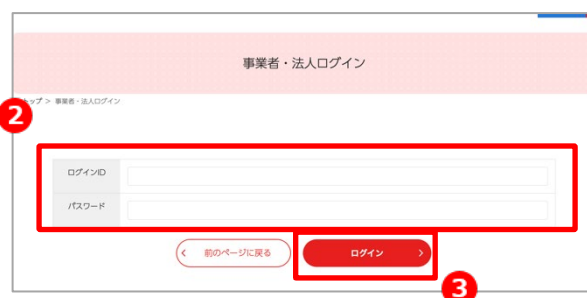 事業者・法人ログイン
トップ > 事業者・法人ログイン
2
ログインID
パスワード
< 前のページに戻る
ログイン >
3